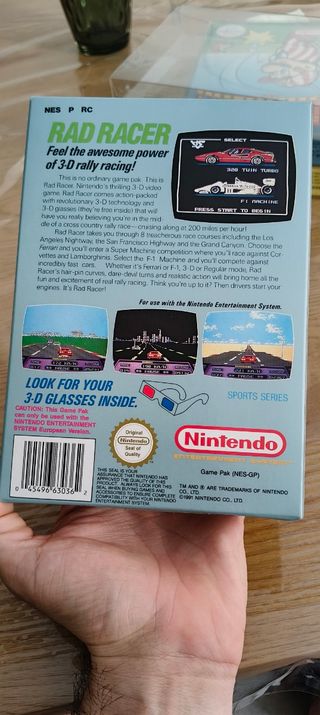 NES P RC
RAD RACER
Feel the awesome power
of 3-D rally racing!
This is no ordinary game pak. This is
Rad Racer. Nintendo's thrilling 3-D video
game. Rad Racer comes action-packed
with revolutionary 3-D technology and
3-D glasses (they're free inside) that will
have you really believing you're in the mid-
dle of a cross country rally race—cruising along at 200 miles per hour!
Rad Racer takes you through 8 treacherous race courses including the Los
Angeles Nightway, the San Francisco Highway and the Grand Canyon. Choose the
Ferrari and you'll enter a Super Machine competition where you'll race against Cor-
vettes and Lamborghinis. Select the F-1 Machine and you'll compete against
incredibly fast cars. Whether it's Ferrari or F-1, 3 D or Regular mode, Rad
Racer's hair-pin curves, dare-devil turns and realistic action will bring home all the
fun and excitement of real rally racing. Think you're up to it? Then drivers start your
engines. It's Rad Racer!
SELECT
328 TWIN TURBO
F1 MACHINE
PRESS START TO BEGIN
For use with the Nintendo Entertainment System.
LOOK FOR YOUR
3-D GLASSES INSIDE.
SPORTS SERIES
CAUTION: This Game Pak
can only be used with the
NINTENDO ENTERTAINMENT
SYSTEM European Version.
Original
Nintendo
Seal of
Quality
Nintendo
ENTERTAINMENT SYSTEM
Game Pak (NES-GP)
0 45496 63036 2
THIS SEAL IS YOUR
ASSURANCE THAT NINTENDO HAS
APPROVED THE QUALITY OF THIS
PRODUCT. ALWAYS LOOK FOR THIS
SEAL WHEN BUYING GAMES AND
ACCESSORIES TO ENSURE COMPLETE
COMPATIBILITY WITH YOUR NINTENDO
ENTERTAINMENT SYSTEM.
TM AND ® ARE TRADEMARKS OF NINTENDO
CO., LTD.
©1991 NINTENDO CO., LTD